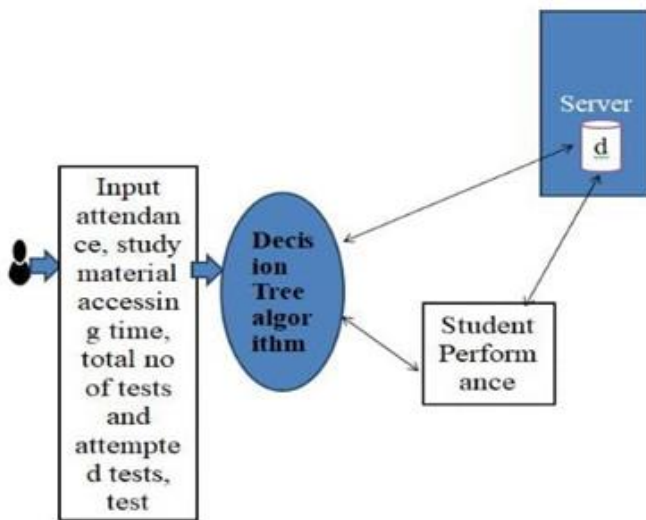 Server
d
Input
attendan
ce, study
material
accessin
g time,
total no
of tests
and
attempte
d tests,
test
Decis
ion
Tree
algor
ithm
Student
Perform
ance